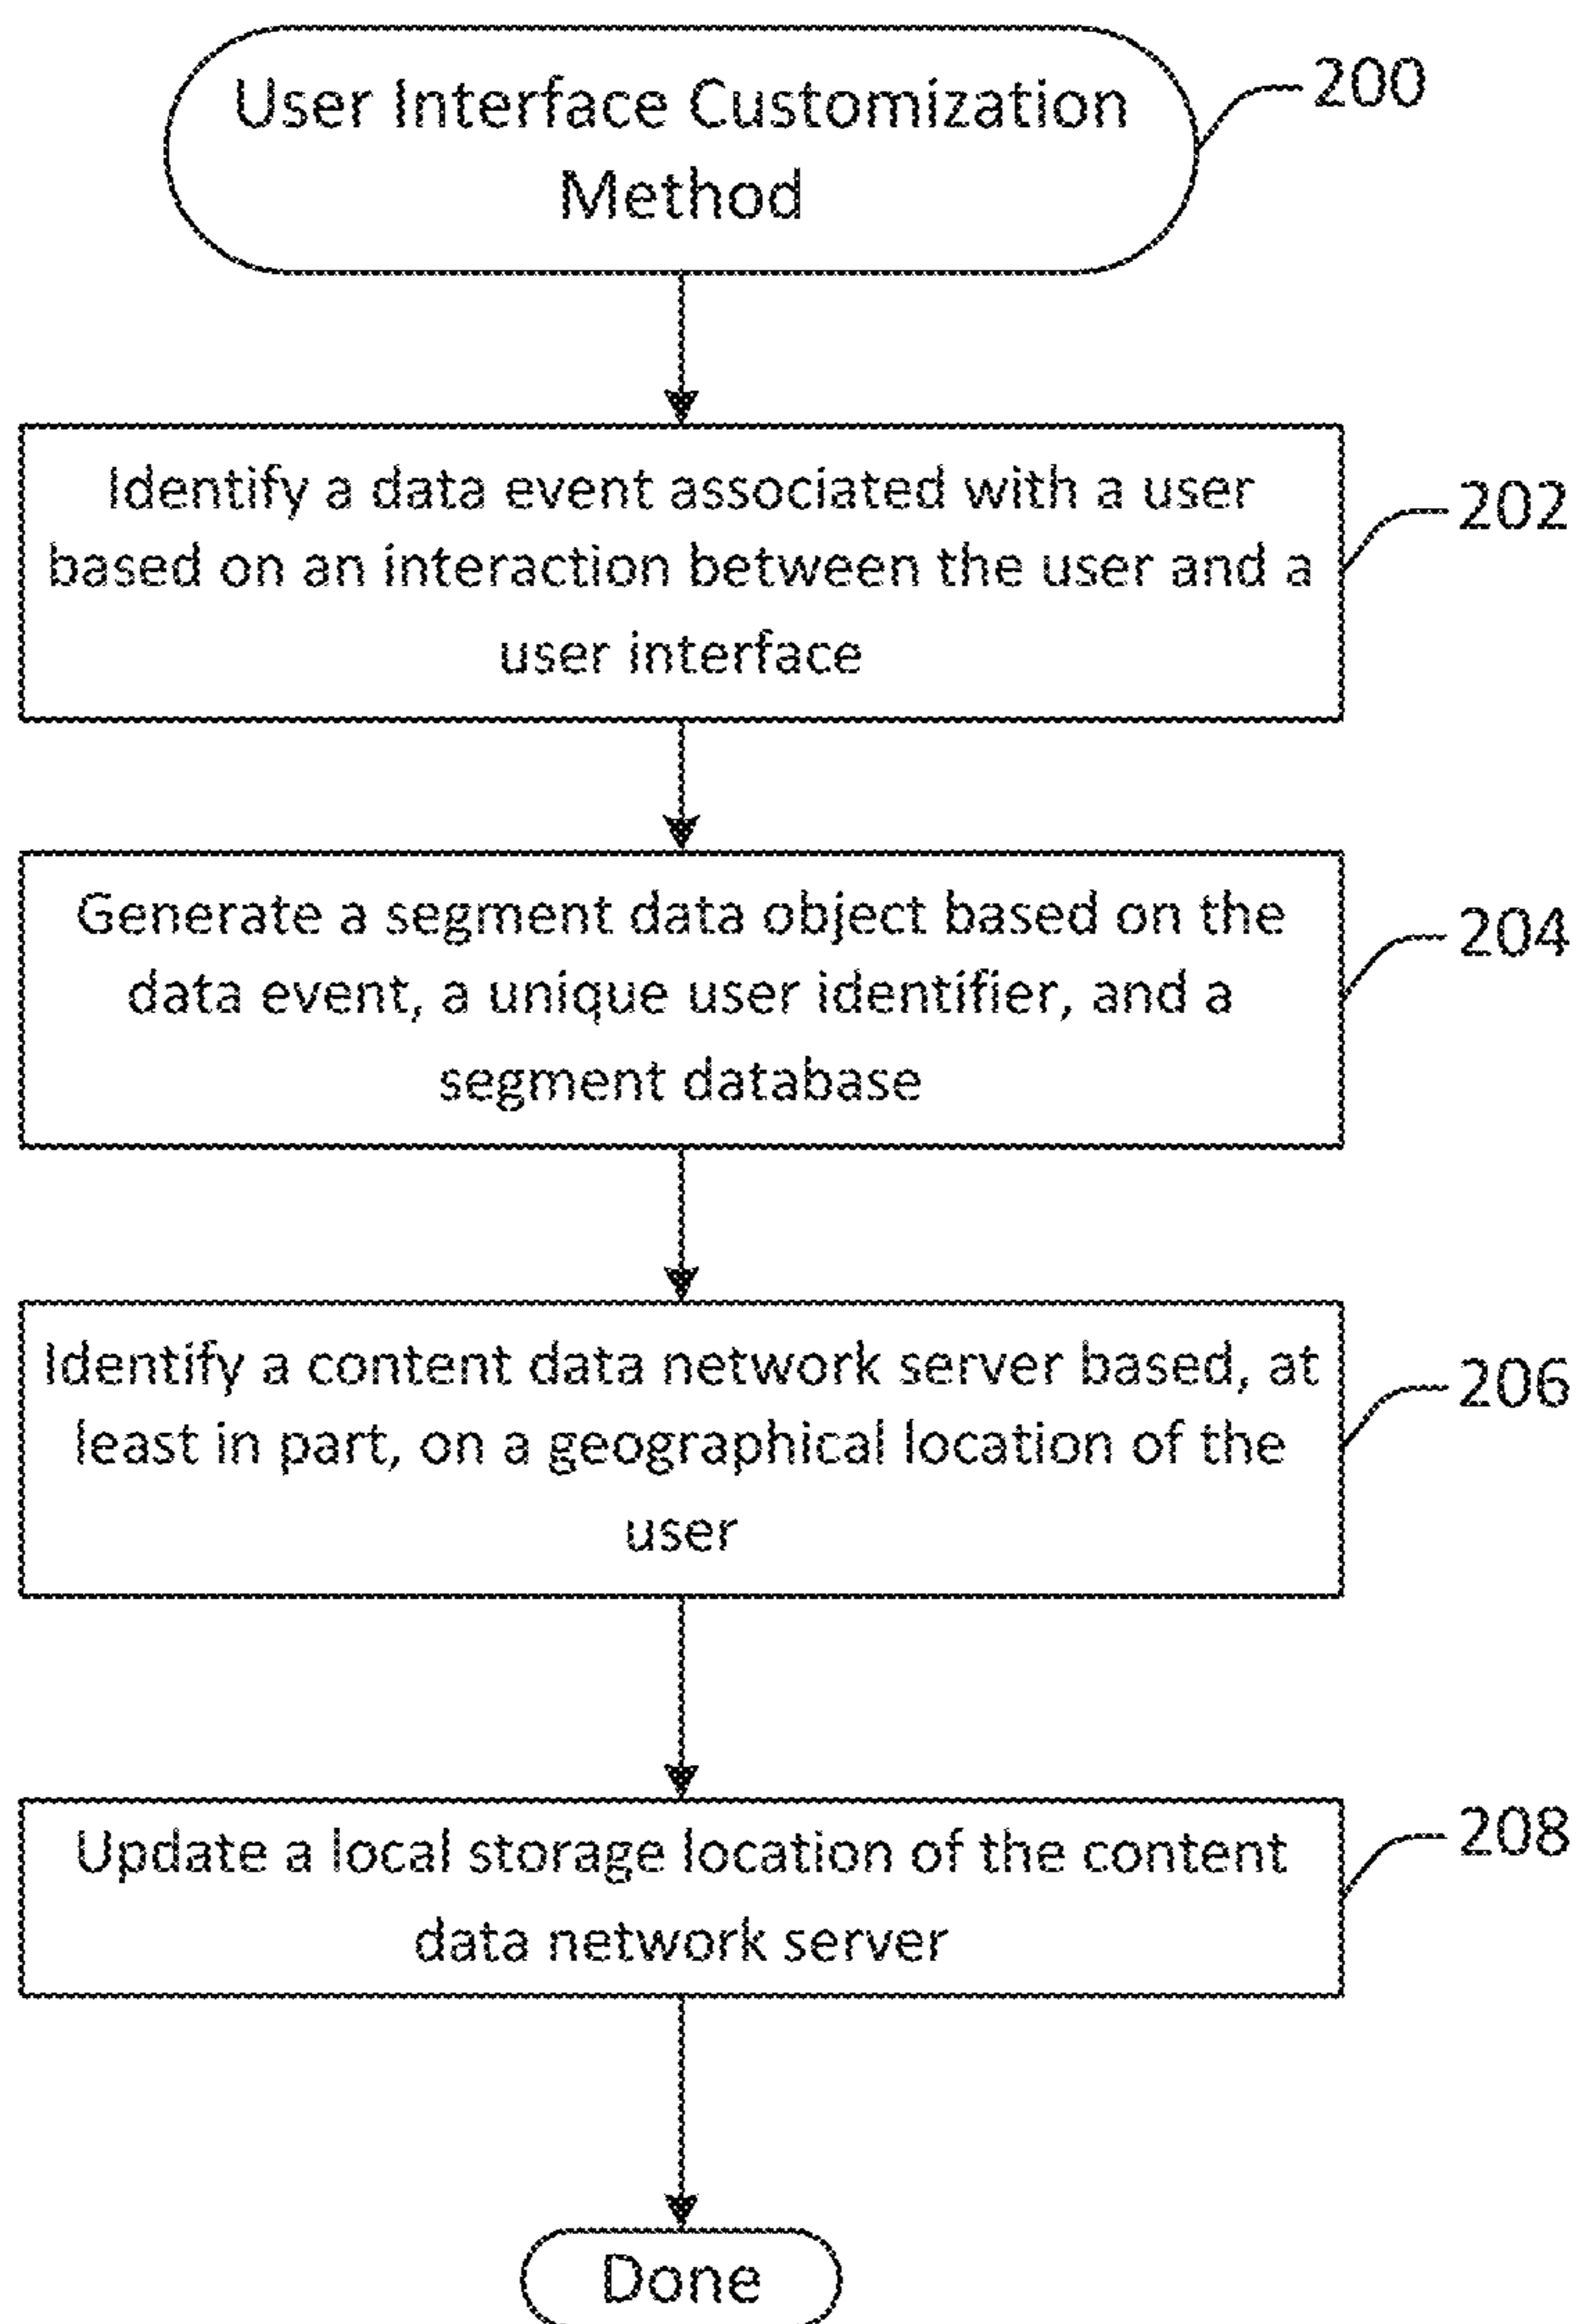 User Interface Customization
Method
200
Identify a data event associated with a user
based on an interaction between the user and a
user interface
202
Generate a segment data object based on the
data event, a unique user identifier, and a
segment database
204
Identify a content data network server based, at
least in part, on a geographical location of the
user
206
Update a local storage location of the content
data network server
208
Done